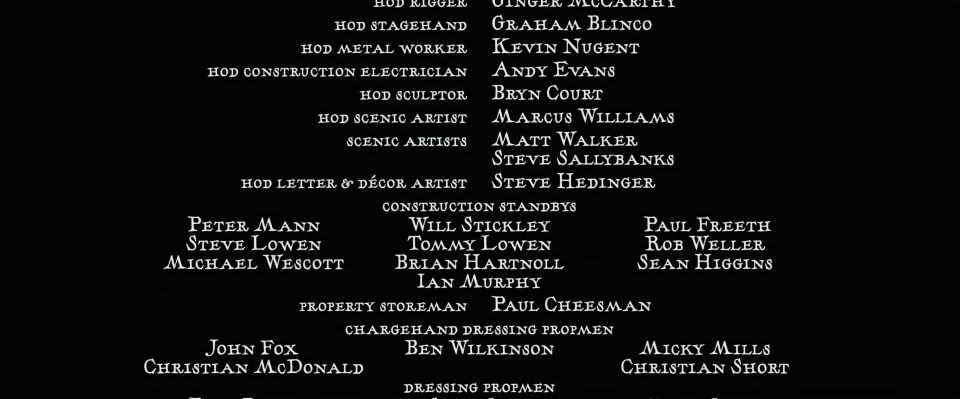 HOD RIGGER GINGER MCCARTHY
HOD STAGEHAND GRAHAM BLINCO
HOD METAL WORKER KEVIN NUGENT
HOD CONSTRUCTION ELECTRICIAN ANDY EVANS
HOD SCULPTOR BRYN COURT
HOD SCENIC ARTIST MARCUS WILLIAMS
SCENIC ARTISTS MATT WALKER
STEVE SALLYBANKS
HOD LETTER & DÉCOR ARTIST STEVE HEDINGER
CONSTRUCTION STANDBYS
PETER MANN WILL STICKLEY PAUL FREETH
STEVE LOWEN TOMMY LOWEN ROB WELLER
MICHAEL WESCOTT BRIAN HARTNOLL SEAN HIGGINS
IAN MURPHY
PROPERTY STOREMAN PAUL CHEESMAN
CHARGEHAND DRESSING PROPMEN
JOHN FOX BEN WILKINSON MICKY MILLS
CHRISTIAN MCDONALD CHRISTIAN SHORT
DRESSING PROPMEN